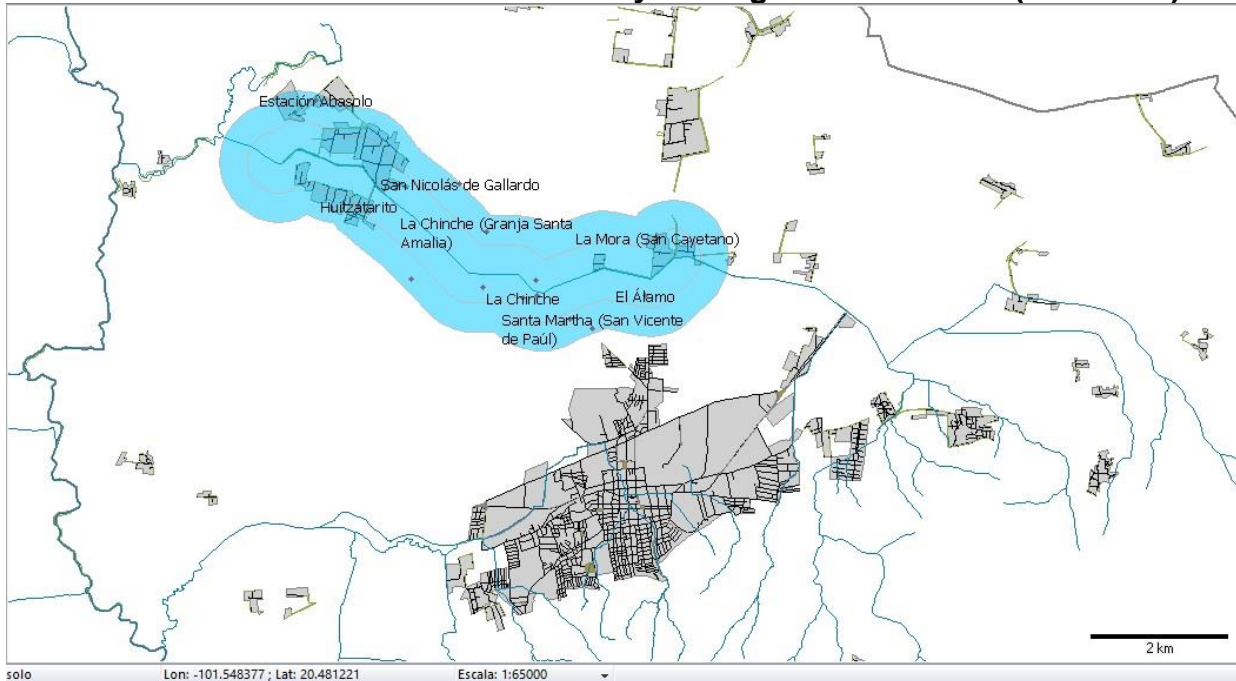 Estación Abasolo
San Nicolás de Gallardo
Huitzatarito
La Chinche (Granja Santa
Amalia)
La Mora (San Cayetano)
La Chinche
El Álamo
Santa Martha (San Vicente
de Paúl)
2 km
solo
Lon: -101.548377 ; Lat: 20.481221
Escala: 1:65000